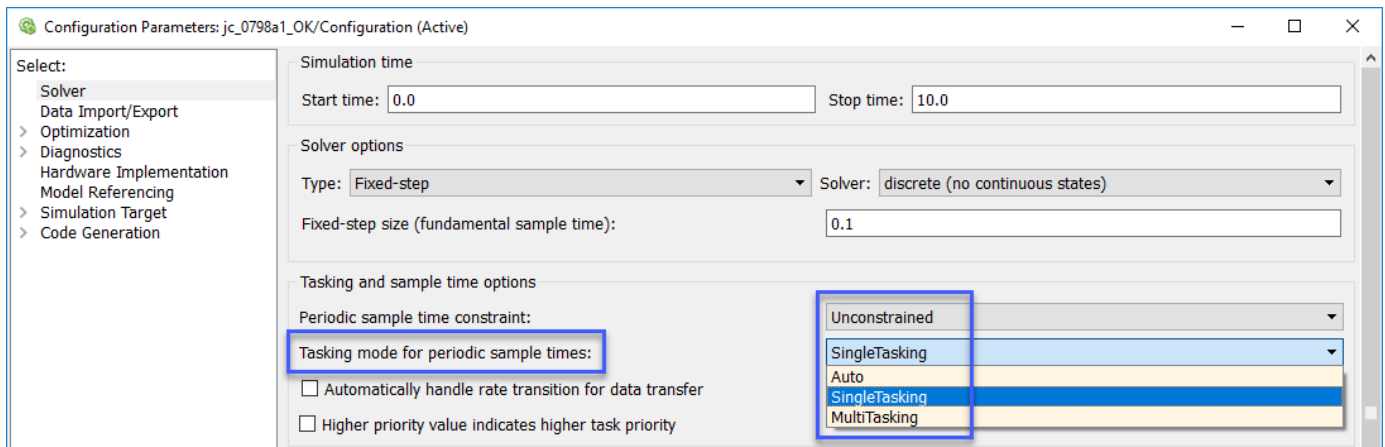 Configuration Parameters: jc_0798a1_OK/Configuration (Active)
Select:
Solver
Data Import/Export
Optimization
Diagnostics
Hardware Implementation
Model Referencing
Simulation Target
Code Generation
Simulation time
Start time: 0.0 Stop time: 10.0
Solver options
Type: Fixed-step Solver: discrete (no continuous states)
Fixed-step size (fundamental sample time): 0.1
Tasking and sample time options
Periodic sample time constraint: Unconstrained
Tasking mode for periodic sample times: SingleTasking
Auto
SingleTasking
MultiTasking
Automatically handle rate transition for data transfer
Higher priority value indicates higher task priority